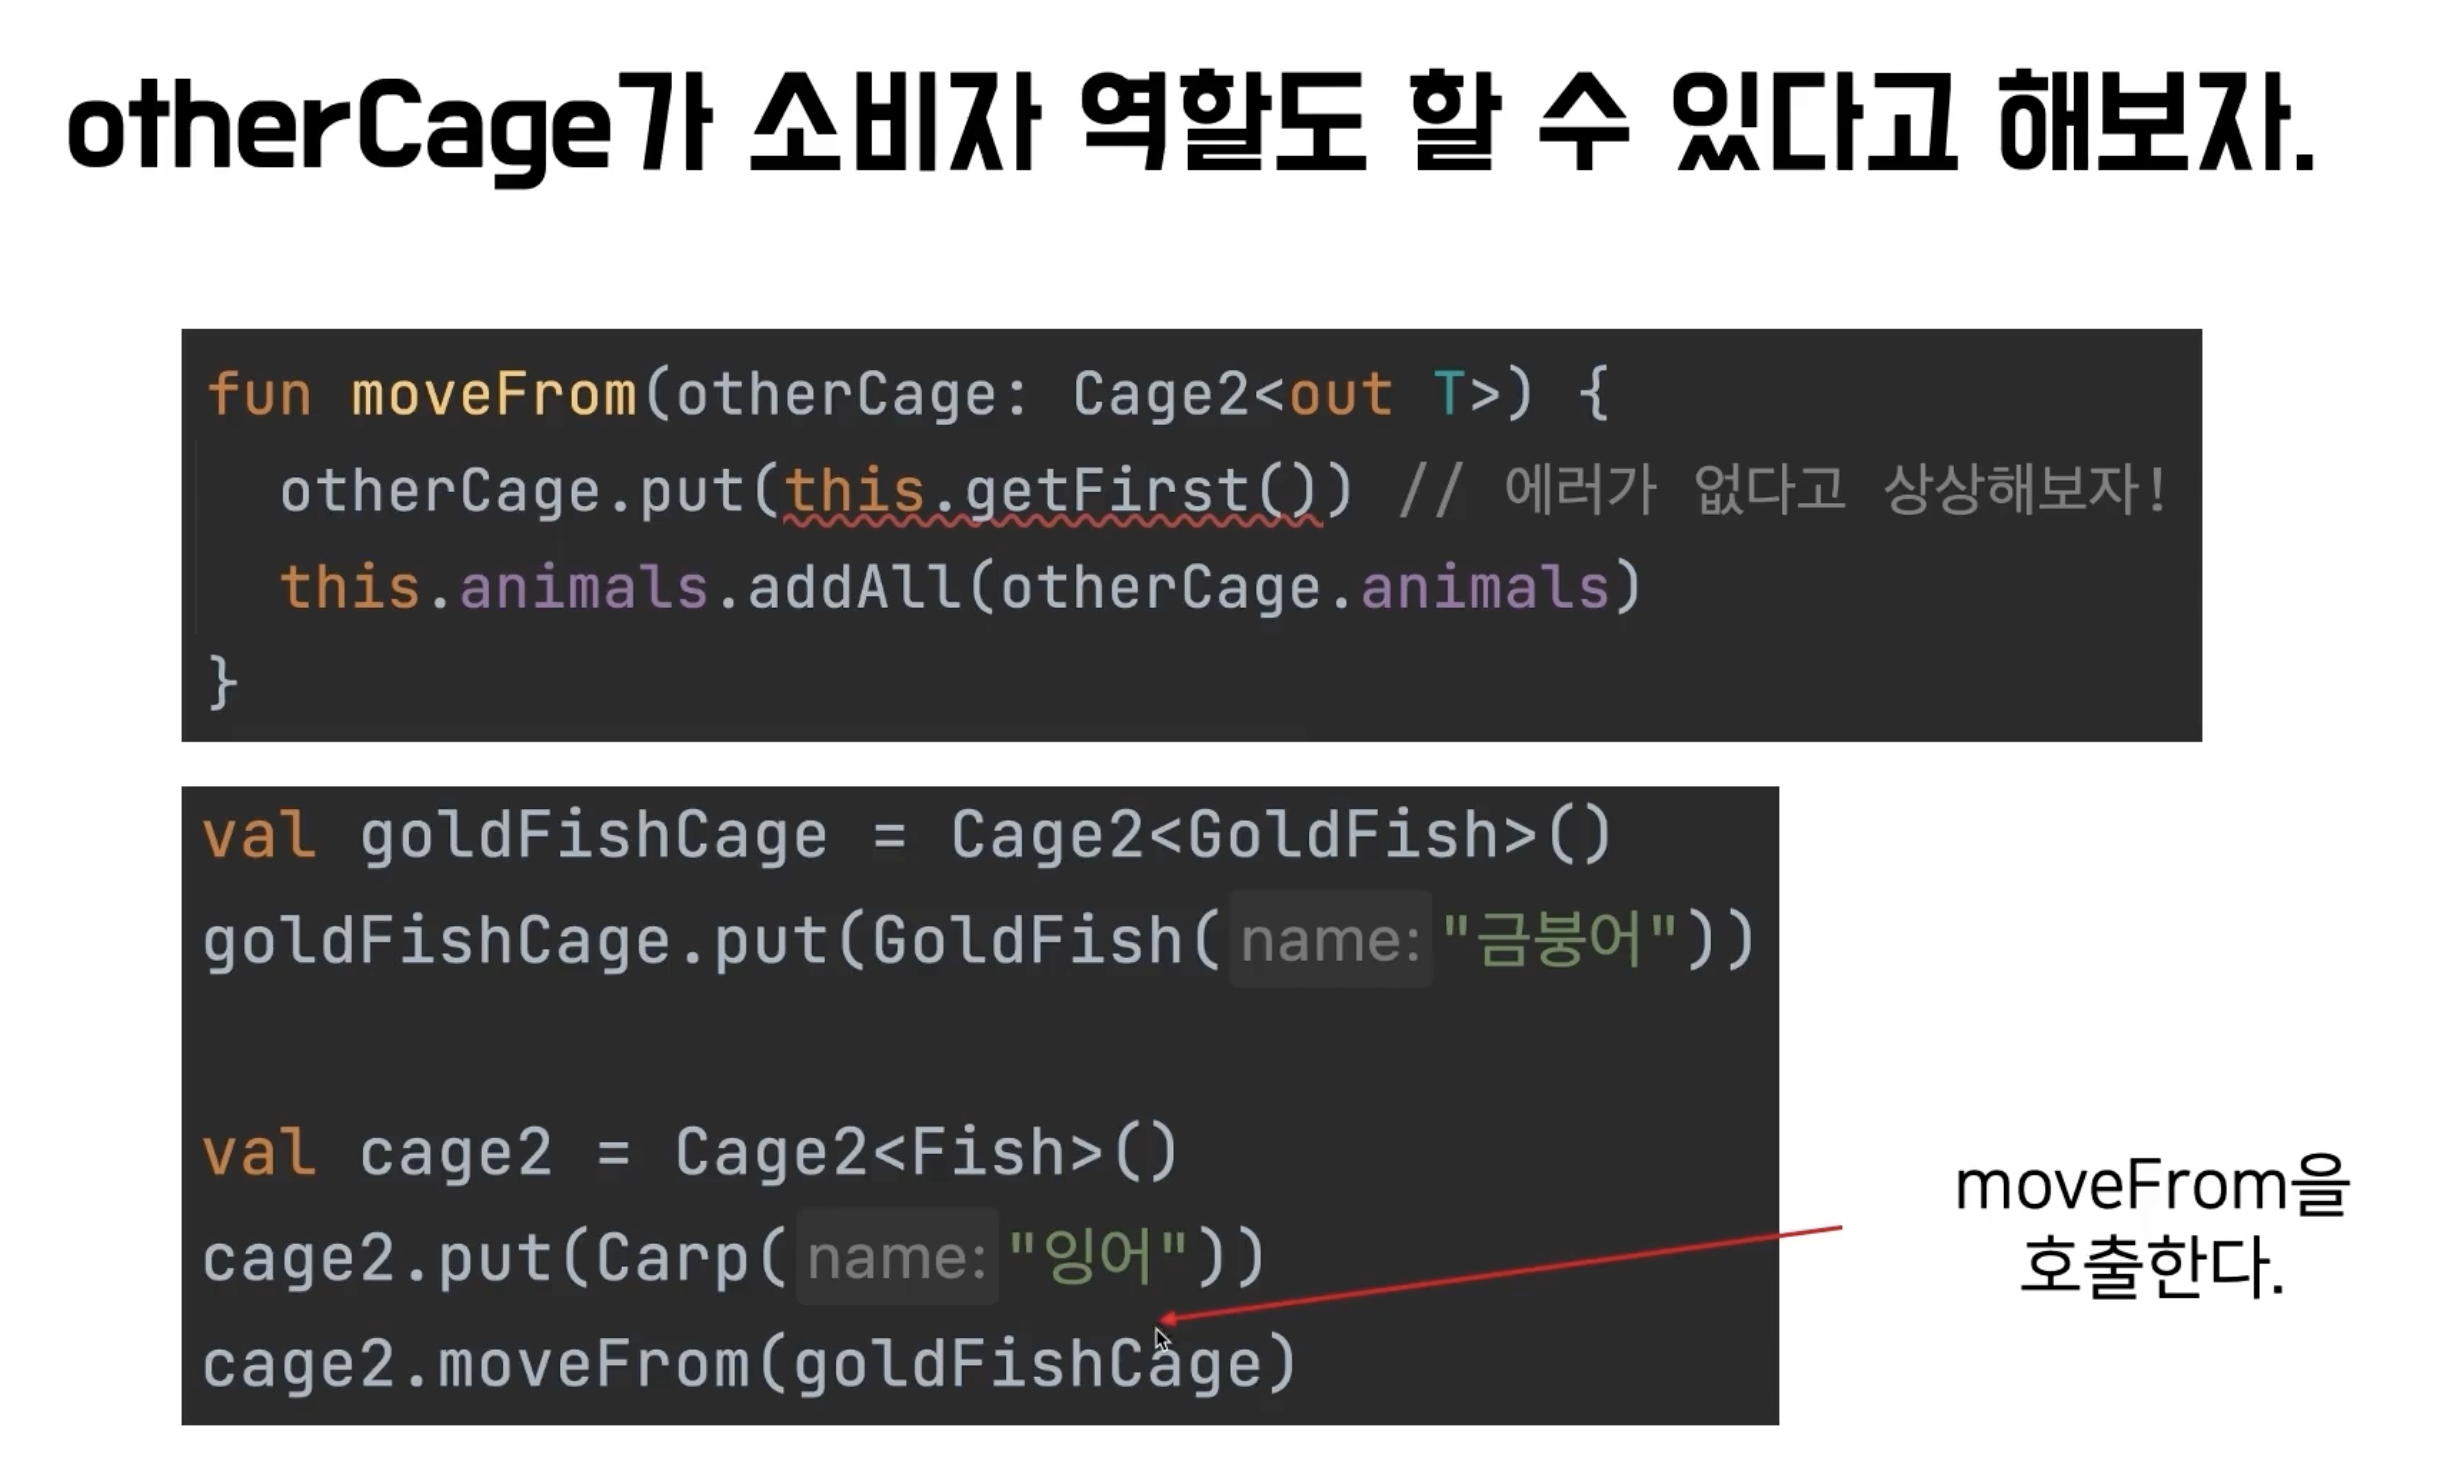 otherCage가 소비자 역할도 할 수 있다고 해보자.
fun moveFrom(otherCage: Cage2<out T>) {
otherCage.put(this.getFirst()) // 에러가 없다고 상상해보자!
this.animals.addAll(otherCage.animals)
}
val goldFishCage = Cage2<GoldFish>()
goldFishCage.put(GoldFish(name: "금붕어"))
val cage2 = Cage2<Fish>()
cage2.put(Carp(name: "잉어"))
cage2.moveFrom(goldFishCage)
moveFrom을
호출한다.